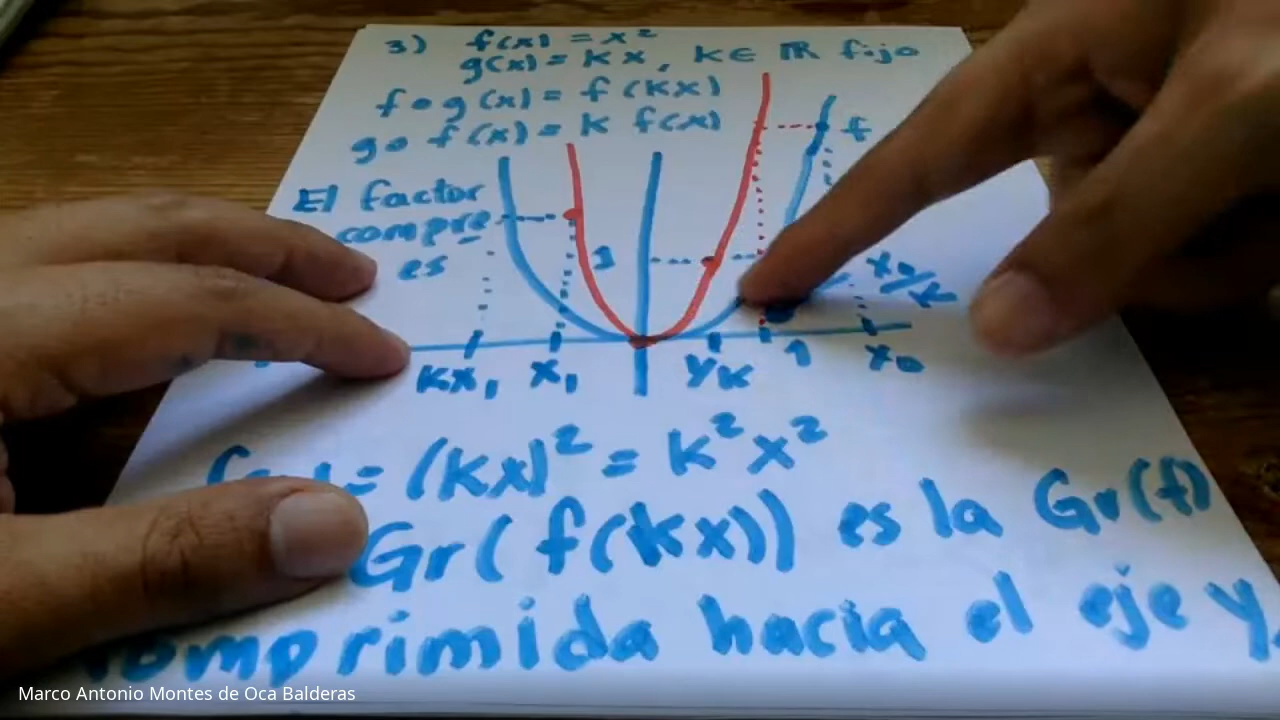 3) f(x) = x²
g(x) = kx, k ∈ ℝ fijo
f∘g (x) = f(kx)
g∘ f(x) = k f(x)
f
El factor
compre
es
1
x₀/k
kx₁ x₁ 1/k 1 x₀
= (kx)² = k²x²
Gr(f(kx)) es la Gr(f)
comprimida hacia el eje y
Marco Antonio Montes de Oca Balderas